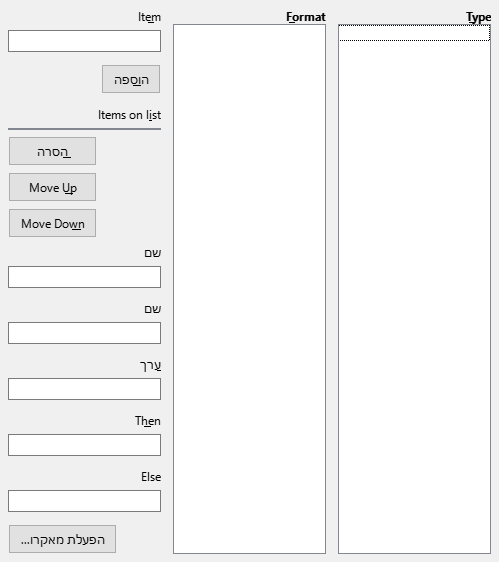 Type
Format
Item
הוספה
Items on list
הסרה
Move Up
Move Down
שם
שם
ערך
Then
Else
הפעלת מאקרו...